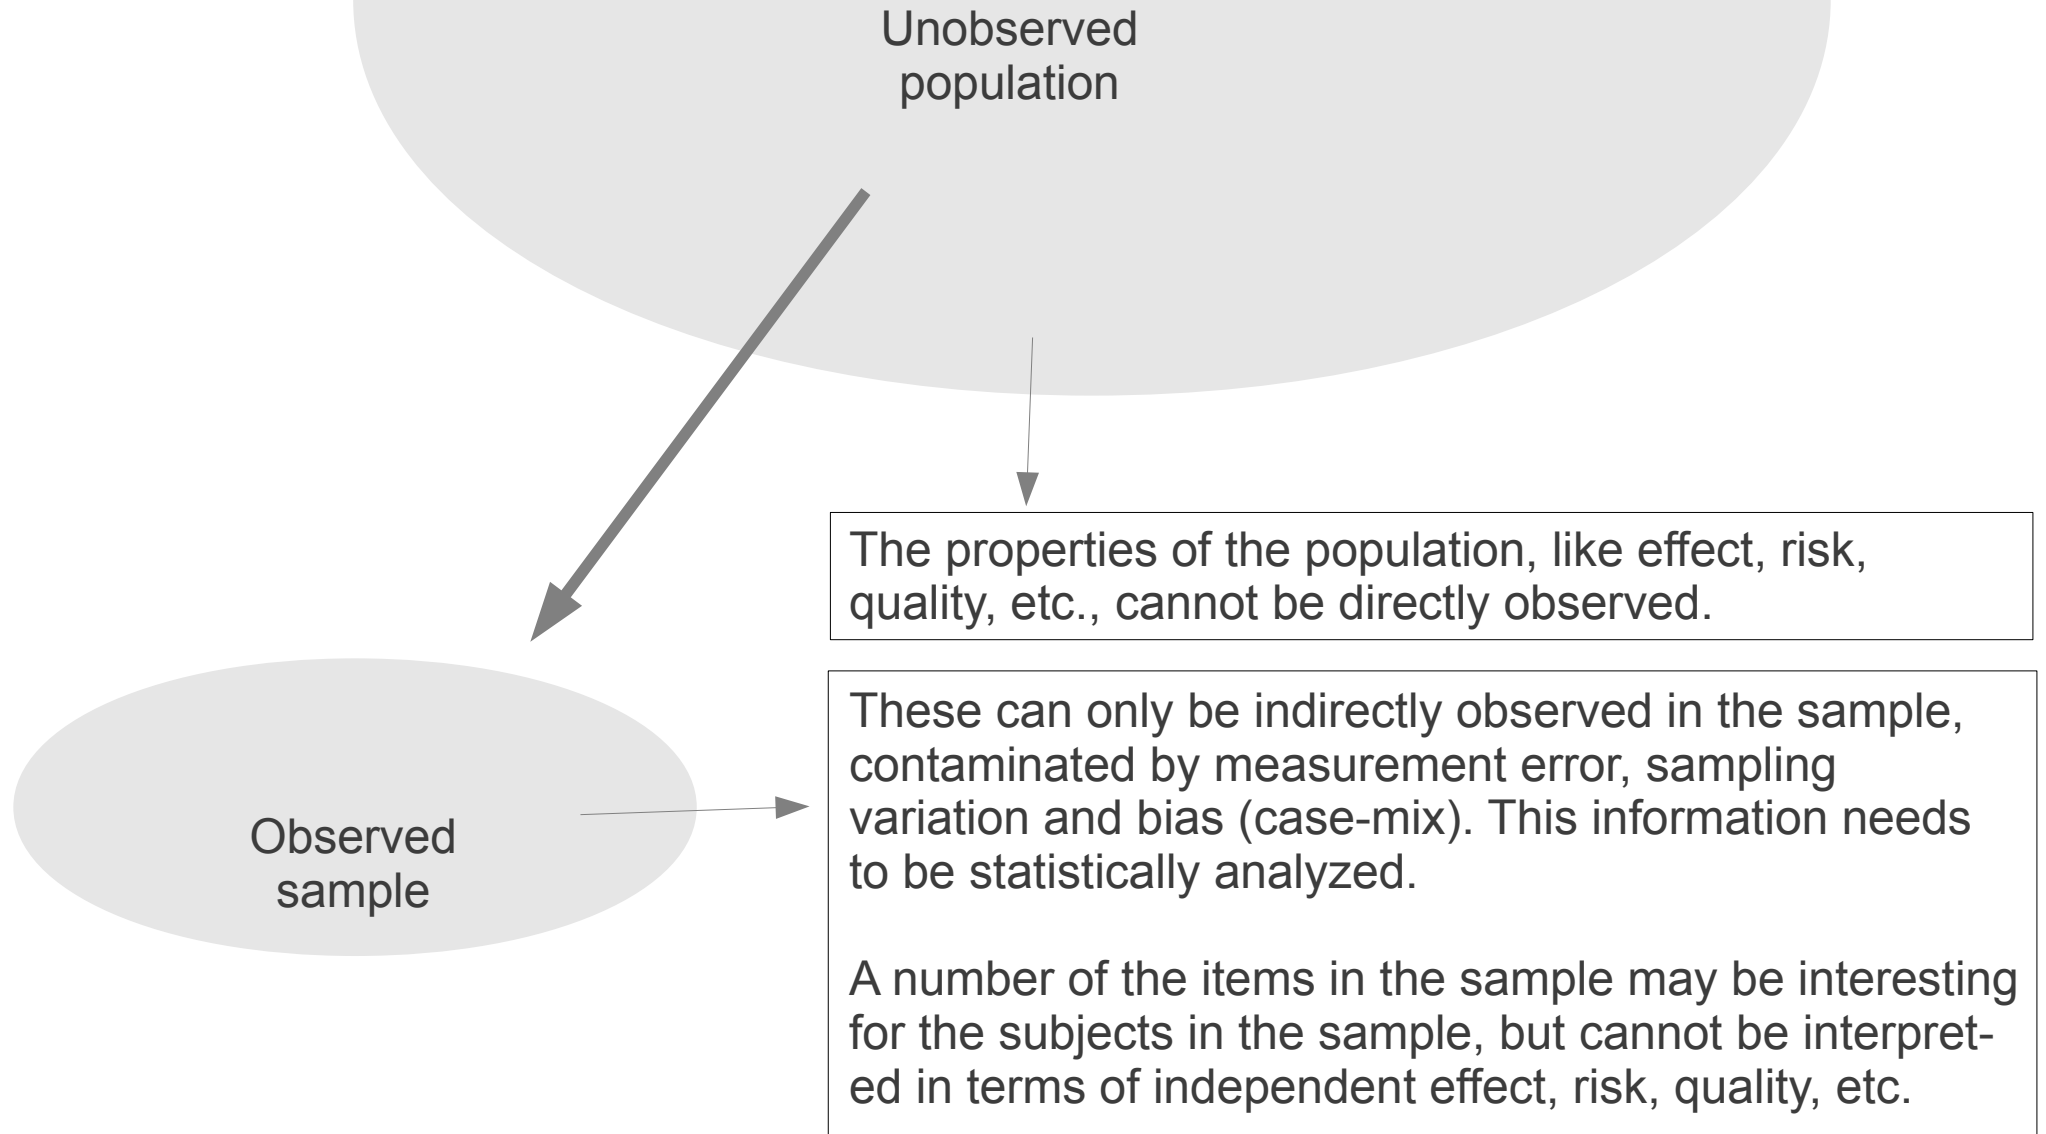 Unobserved
population
The properties of the population, like effect, risk,
quality, etc., cannot be directly observed.
These can only be indirectly observed in the sample,
contaminated by measurement error, sampling
variation and bias (case-mix). This information needs
to be statistically analyzed.
A number of the items in the sample may be interesting
for the subjects in the sample, but cannot be interpret-
ed in terms of independent effect, risk, quality, etc.
Observed
sample